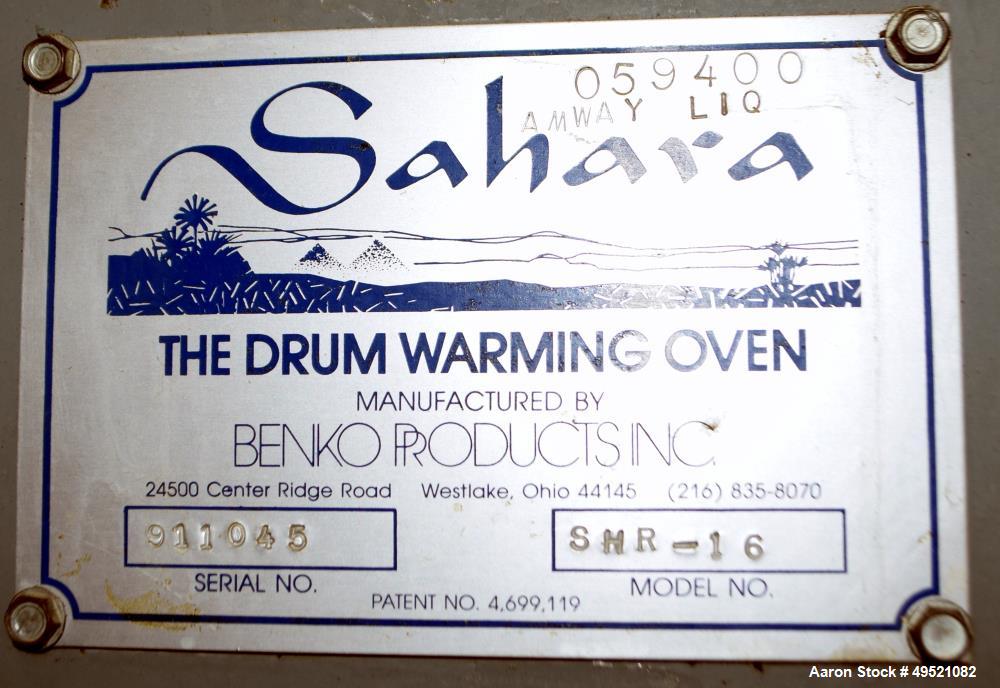 059400
AMWAY LIQ
Sahara
THE DRUM WARMING OVEN
MANUFACTURED BY
BENKO PRODUCTS INC.
24500 Center Ridge Road Westlake, Ohio 44145 (216) 835-8070
911045 SHR-16
SERIAL NO. MODEL NO.
PATENT NO. 4,699,119
Aaron Stock # 49521082